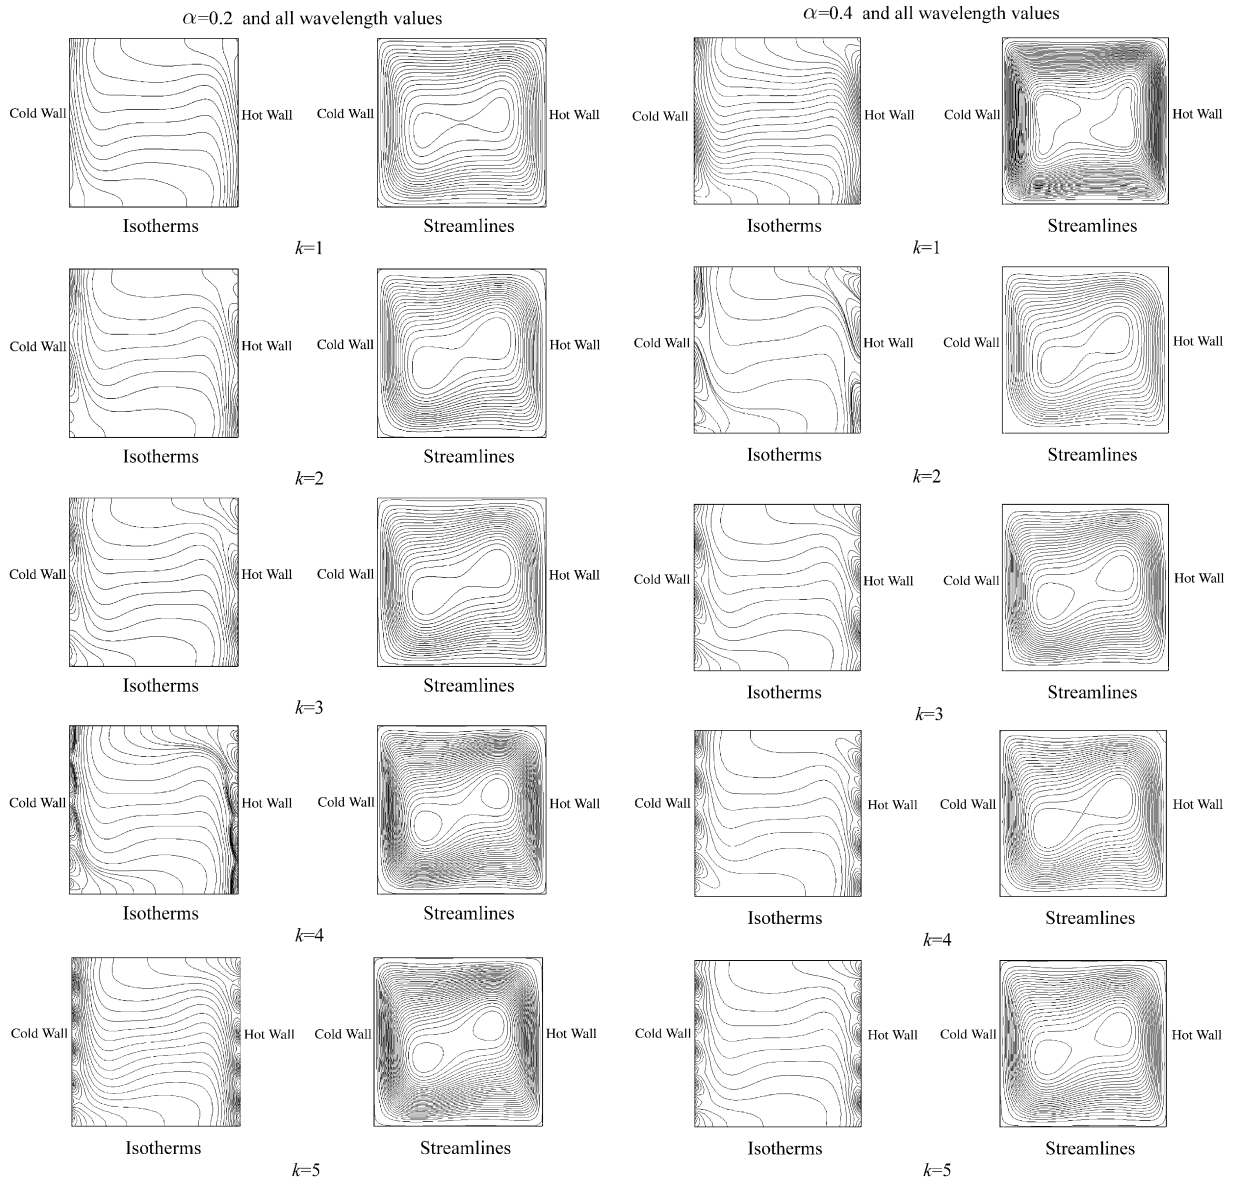 α=0.2 and all wavelength values
Cold Wall
Hot Wall
Cold Wall
Hot Wall
Isotherms
Streamlines
k=1
Cold Wall
Hot Wall
Cold Wall
Hot Wall
Isotherms
Streamlines
k=2
Cold Wall
Hot Wall
Cold Wall
Hot Wall
Isotherms
Streamlines
k=3
Cold Wall
Hot Wall
Cold Wall
Hot Wall
Isotherms
Streamlines
k=4
Cold Wall
Hot Wall
Cold Wall
Hot Wall
Isotherms
Streamlines
k=5
α=0.4 and all wavelength values
Cold Wall
Hot Wall
Cold Wall
Hot Wall
Isotherms
Streamlines
k=1
Cold Wall
Hot Wall
Cold Wall
Hot Wall
Isotherms
Streamlines
k=2
Cold Wall
Hot Wall
Cold Wall
Hot Wall
Isotherms
Streamlines
k=3
Cold Wall
Hot Wall
Cold Wall
Hot Wall
Isotherms
Streamlines
k=4
Cold Wall
Hot Wall
Cold Wall
Hot Wall
Isotherms
Streamlines
k=5